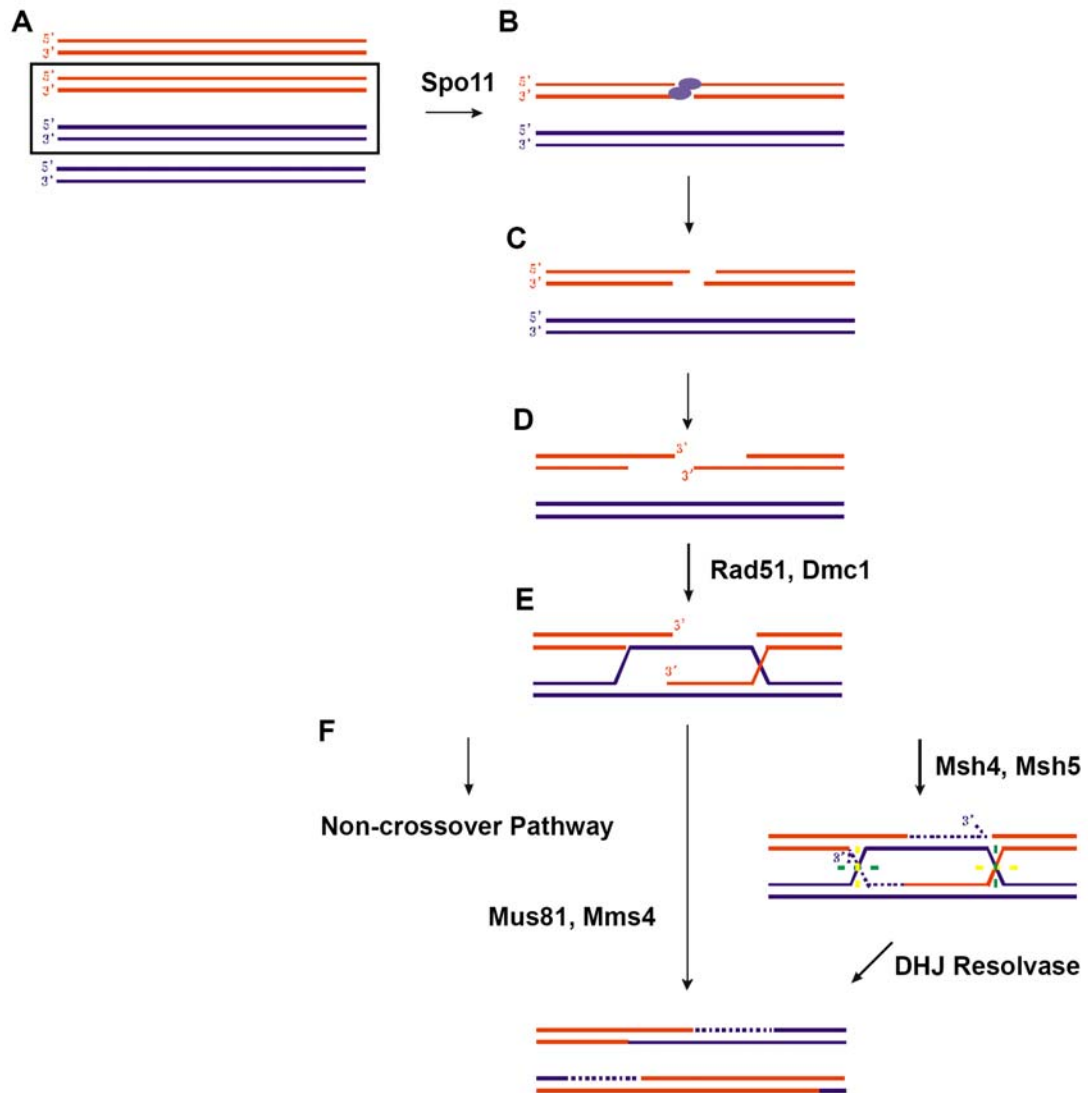 A
5'
3'
5'
3'
5'
3'
5'
3'
Spo11
B
5'
3'
5'
3'
C
5'
3'
5'
3'
D
3'
3'
Rad51, Dmc1
E
3'
3'
F
Non-crossover Pathway
Mus81, Mms4
Msh4, Msh5
3'
3'
DHJ Resolvase